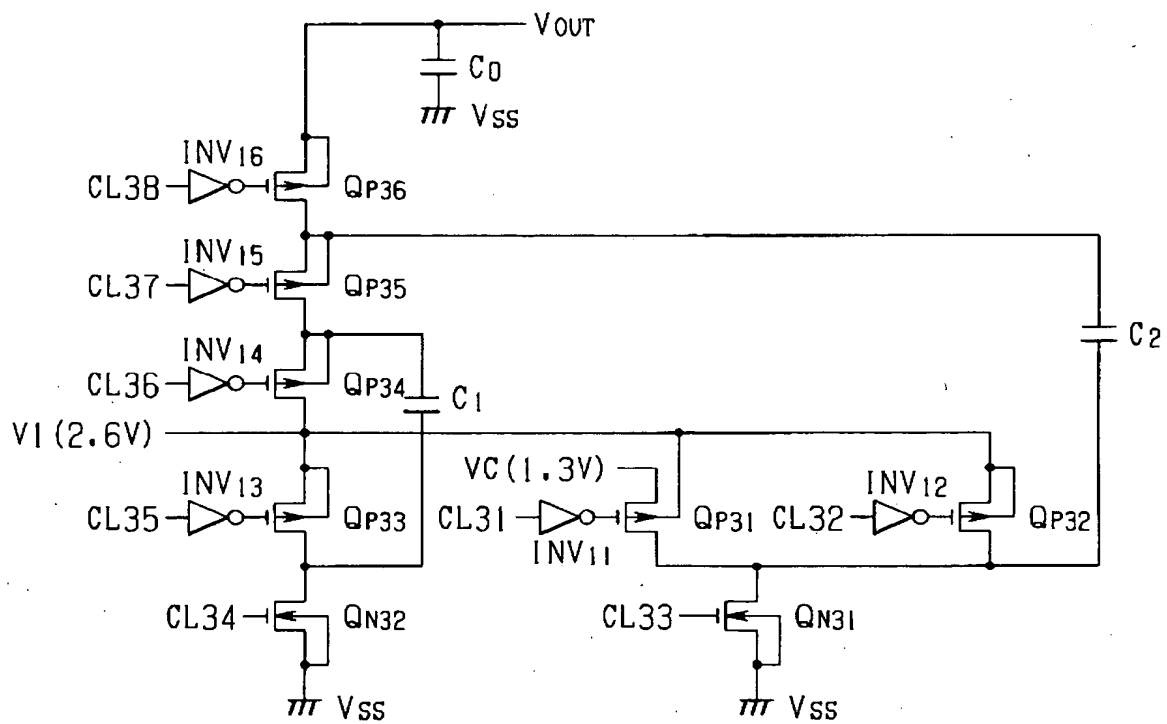 VOUT
C0
VSS
INV16
CL38
QP36
INV15
CL37
QP35
C2
INV14
CL36
QP34
C1
V1(2.6V)
VC(1.3V)
INV13
CL35
QP33
CL31
INV11
QP31
INV12
CL32
QP32
CL34
QN32
CL33
QN31
VSS
VSS